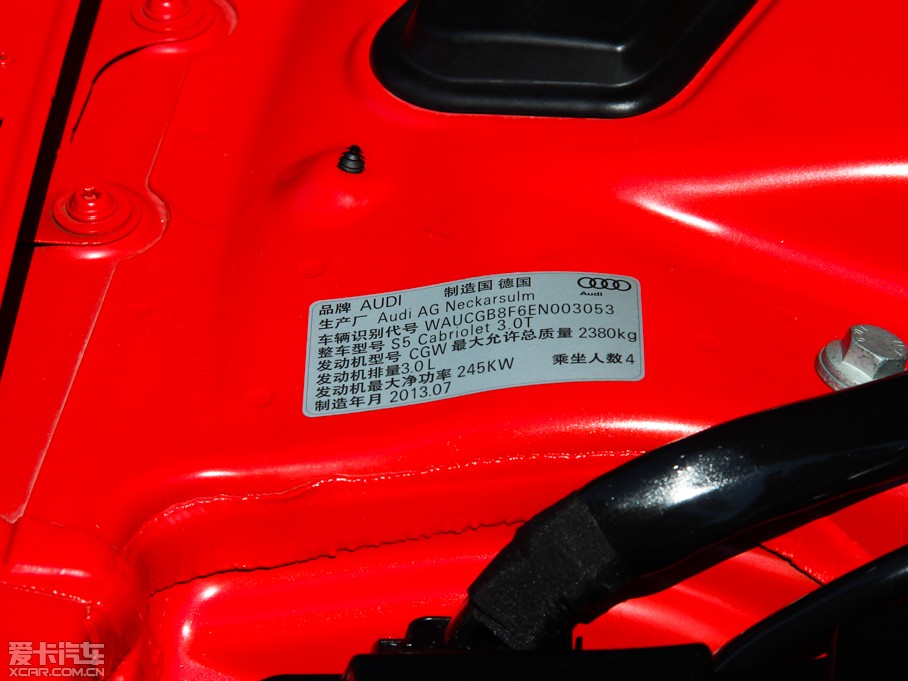 品牌 AUDI 制造国 德国
生产厂 Audi AG Neckarsulm
Audi
车辆识别代号 WAUCGB8F6EN003053
整车型号 S5 Cabriolet 3.0T
发动机型号 CGW 最大允许总质量 2380kg
发动机排量3.0L
发动机最大净功率 245KW 乘坐人数4
制造年月 2013.07
爱卡汽车
XCAR.COM.CN